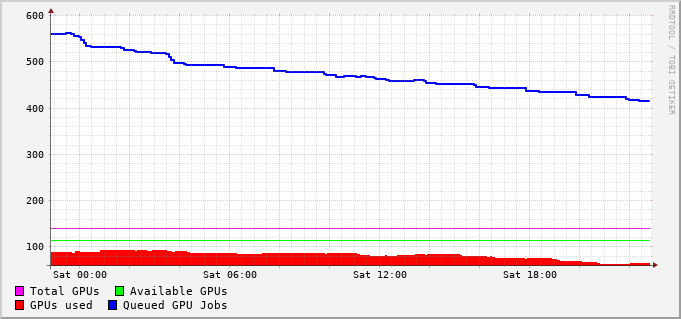 600
500
400
300
200
100
Sat 00:00 Sat 06:00 Sat 12:00 Sat 18:00
Total GPUs Available GPUs
GPUs used Queued GPU Jobs
RRDTOOL / TOBI OETIKER